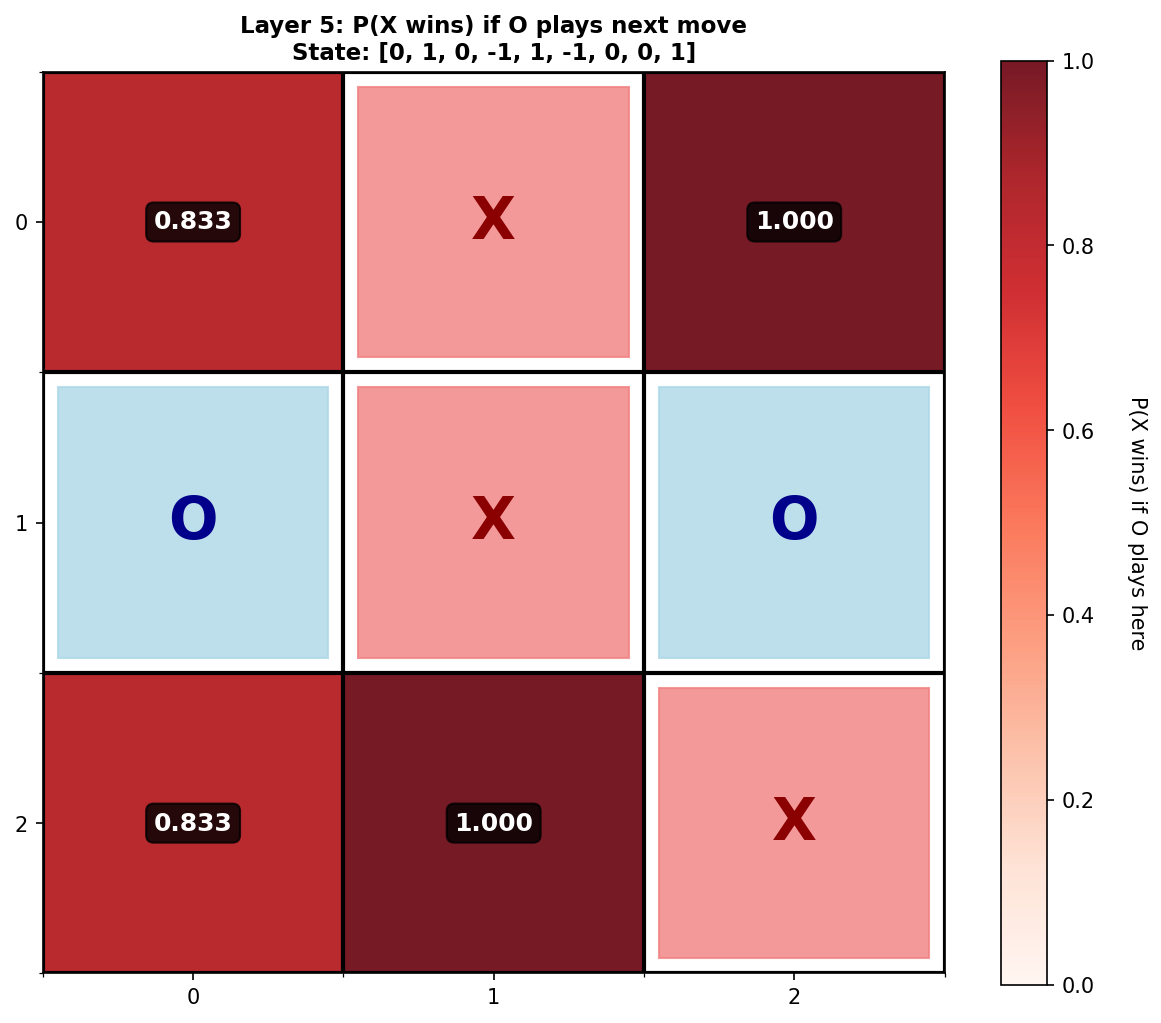 Layer 5: P(X wins) if O plays next move
State: [0, 1, 0, -1, 1, -1, 0, 0, 1]
0.833
X
1.000
O
X
O
0.833
1.000
X
0
1
2
0
1
2
1.0
0.8
0.6
0.4
0.2
0.0
P(X wins) if O plays here